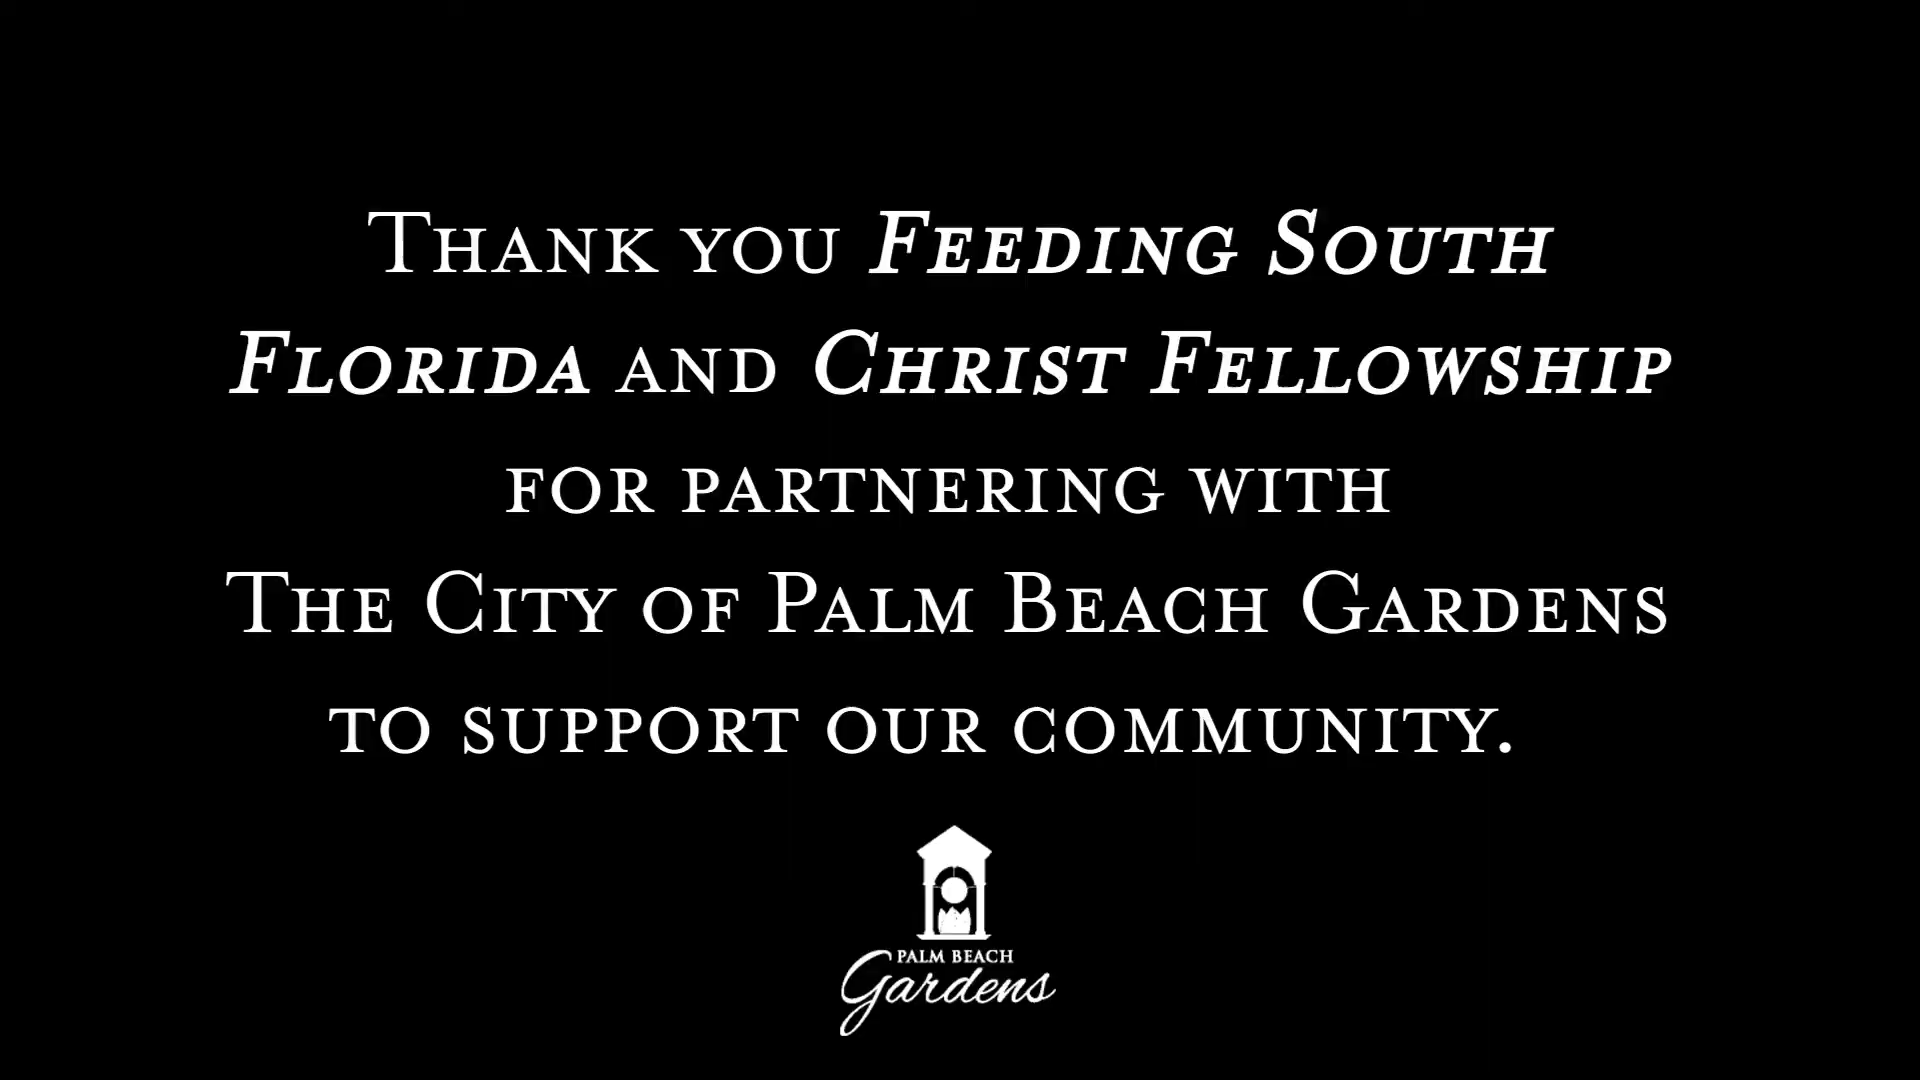 Thank you Feeding South
Florida and Christ Fellowship
for partnering with
The City of Palm Beach Gardens
to support our community.
PALM BEACH
Gardens